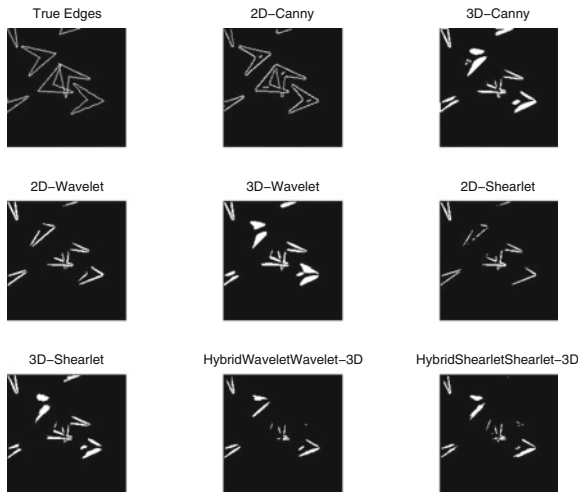 True Edges 2D-Canny 3D-Canny
2D-Wavelet 3D-Wavelet 2D-Shearlet
3D-Shearlet HybridWaveletWavelet-3D HybridShearletShearlet-3D